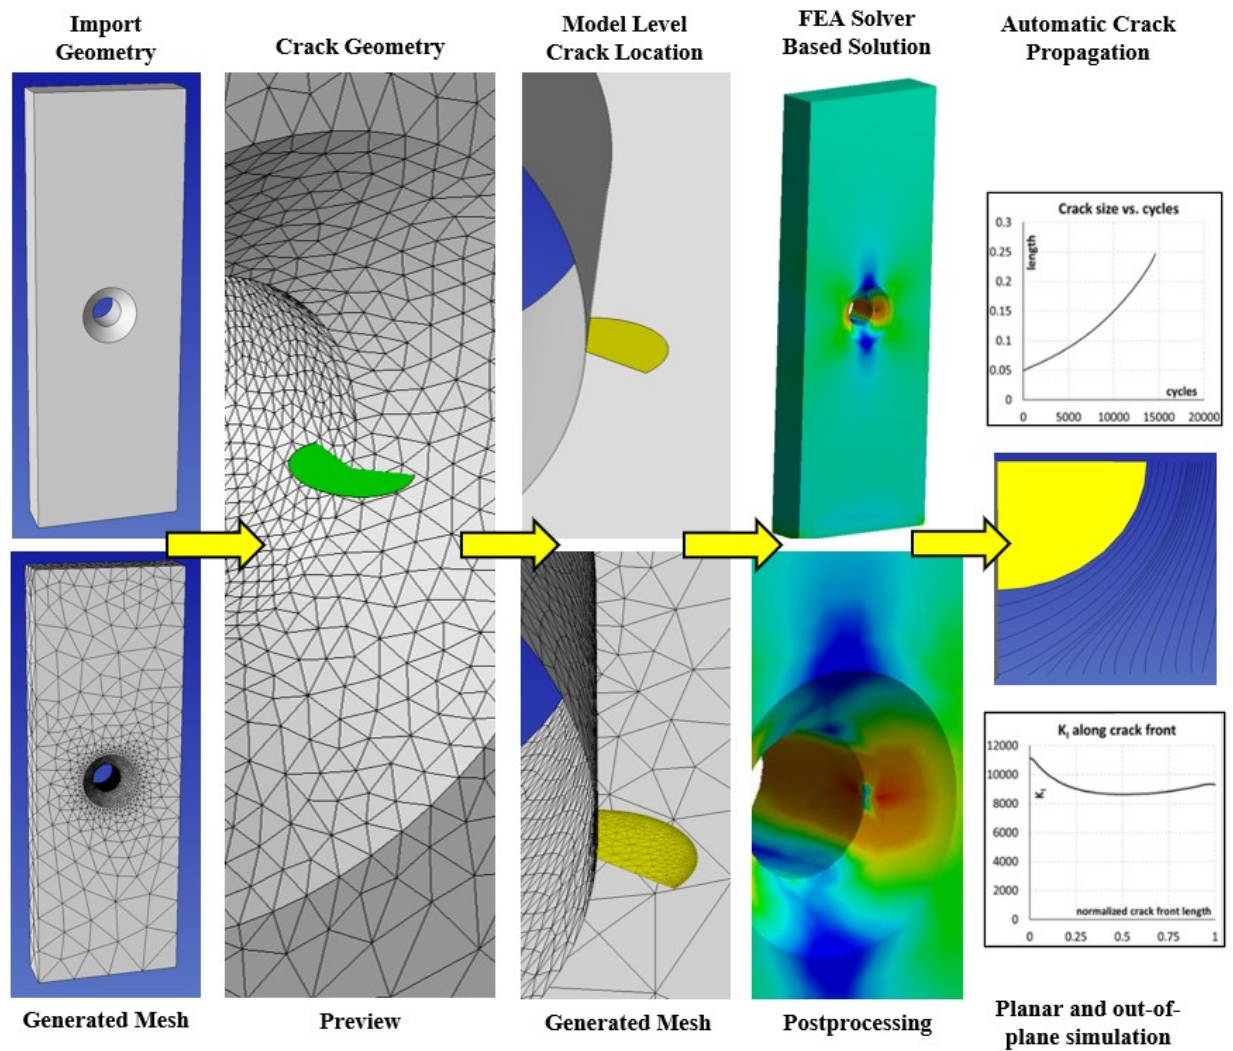 Import
Geometry
Crack Geometry
Model Level
Crack Location
FEA Solver
Based Solution
Automatic Crack
Propagation
Crack size vs. cycles
0.3
0.25
0.2
0.15
0.1
0.05
0
length
cycles
0 5000 10000 15000 20000
K_I along crack front
12000
10000
8000
6000
4000
2000
0
K_I
normalized crack front length
0 0.25 0.5 0.75 1
Generated Mesh
Preview
Generated Mesh
Postprocessing
Planar and out-of-
plane simulation